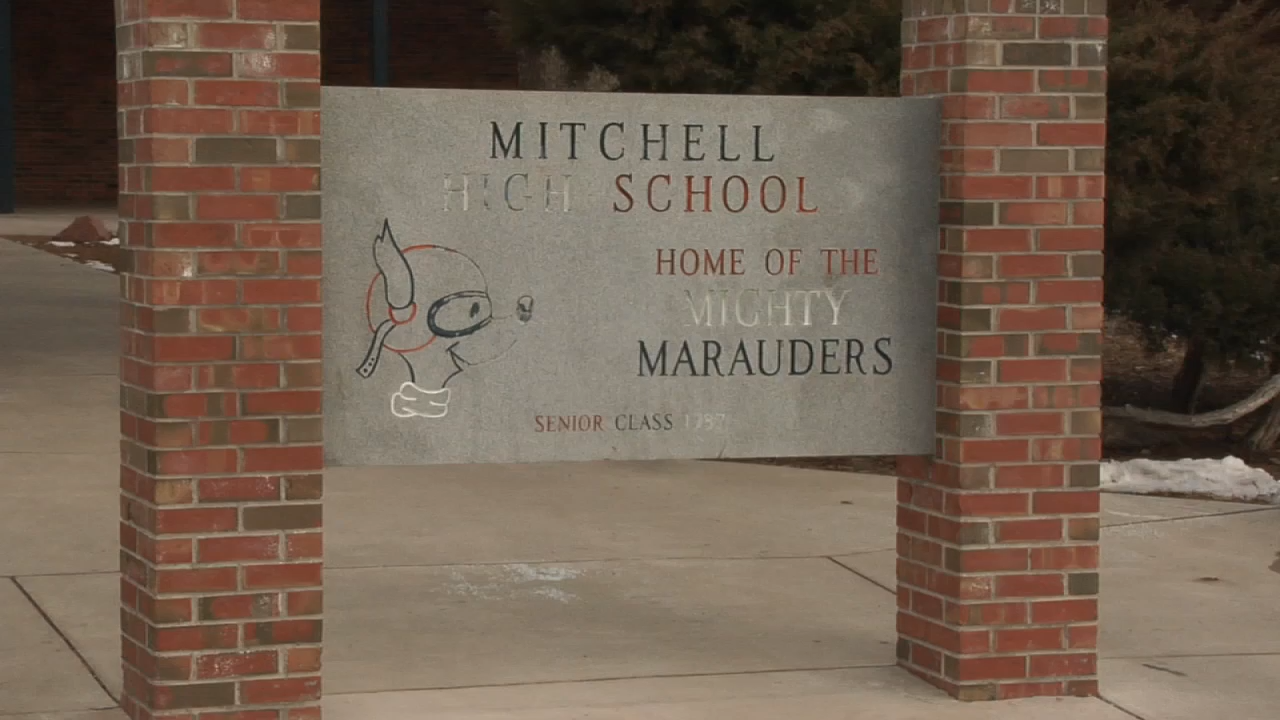 MITCHELL
HIGH SCHOOL
HOME OF THE
MIGHTY
MARAUDERS
SENIOR CLASS